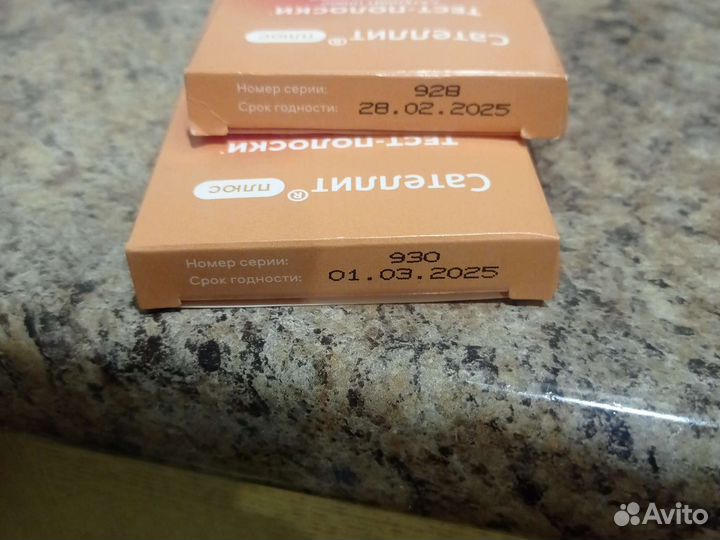 Сателлит® плюс
ТЕСТ-ПОЛОСКИ
Номер серии: 928
Срок годности: 28.02.2025
Сателлит® плюс
ТЕСТ-ПОЛОСКИ
Номер серии: 930
Срок годности: 01.03.2025
Avito